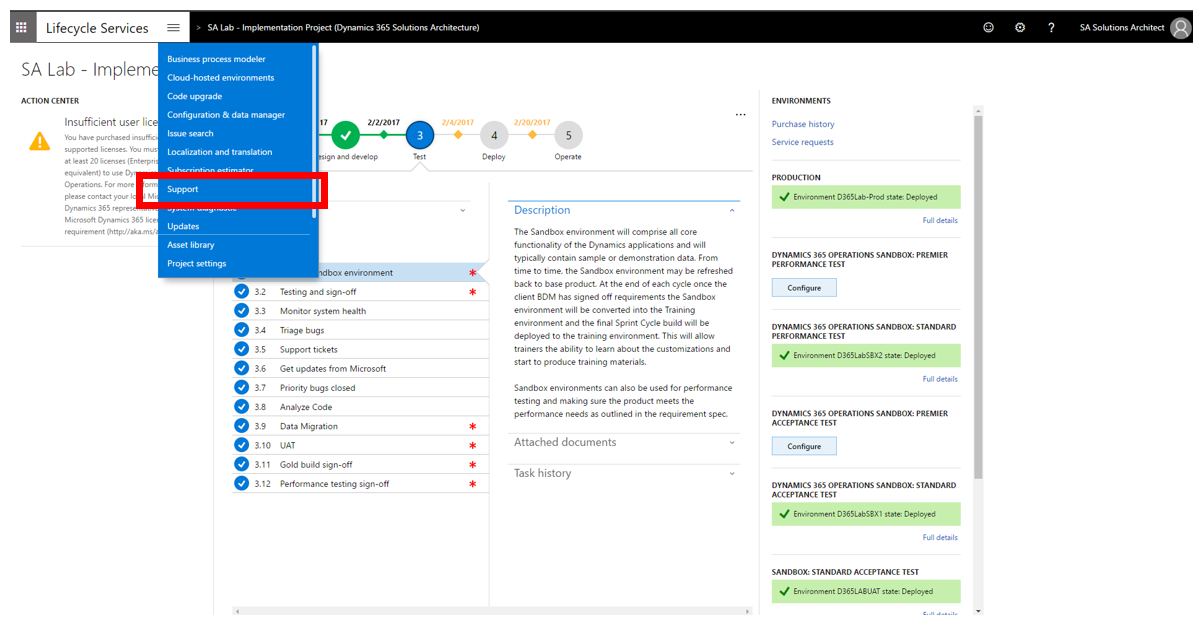 Lifecycle Services
> SA Lab - Implementation Project (Dynamics 365 Solutions Architecture)
?
SA Solutions Architect
SA Lab - Impleme
ACTION CENTER
Insufficient user lice
You have purchased insuffic
supported licenses. You mus
at least 20 licenses (Enterpris
equivalent) to use Dyna
Operations. For more
please contact your
Dynamics 365 repres
Microsoft Dynamics 365 lice
requirement (http://aka.ms/a
Business process modeler
Cloud-hosted environments
Code upgrade
Configuration & data manager
Issue search
Localization and translation
Subscription estimator
Support
System diagnostic
Updates
Asset library
Project settings
17
2/2/2017
2/4/2017
2/20/2017
...
3
4
5
esign and develop
Test
Deploy
Operate
ndbox environment *
3.2 Testing and sign-off *
3.3 Monitor system health
3.4 Triage bugs
3.5 Support tickets
3.6 Get updates from Microsoft
3.7 Priority bugs closed
3.8 Analyze Code
3.9 Data Migration *
3.10 UAT *
3.11 Gold build sign-off *
3.12 Performance testing sign-off *
Description
The Sandbox environment will comprise all core
functionality of the Dynamics applications and will
typically contain sample or demonstration data. From
time to time, the Sandbox environment may be refreshed
back to base product. At the end of each cycle once the
client BDM has signed off requirements the Sandbox
environment will be converted into the Training
environment and the final Sprint Cycle build will be
deployed to the training environment. This will allow
trainers the ability to learn about the customizations and
start to produce training materials.
Sandbox environments can also be used for performance
testing and making sure the product meets the
performance needs as outlined in the requirement spec.
Attached documents
Task history
ENVIRONMENTS
Purchase history
Service requests
PRODUCTION
Environment D365Lab-Prod state: Deployed
Full details
DYNAMICS 365 OPERATIONS SANDBOX: PREMIER
PERFORMANCE TEST
Configure
DYNAMICS 365 OPERATIONS SANDBOX: STANDARD
PERFORMANCE TEST
Environment D365LabSBX2 state: Deployed
Full details
DYNAMICS 365 OPERATIONS SANDBOX: PREMIER
ACCEPTANCE TEST
Configure
DYNAMICS 365 OPERATIONS SANDBOX: STANDARD
ACCEPTANCE TEST
Environment D365LabSBX1 state: Deployed
Full details
SANDBOX: STANDARD ACCEPTANCE TEST
Environment D365LABUAT state: Deployed
Full details